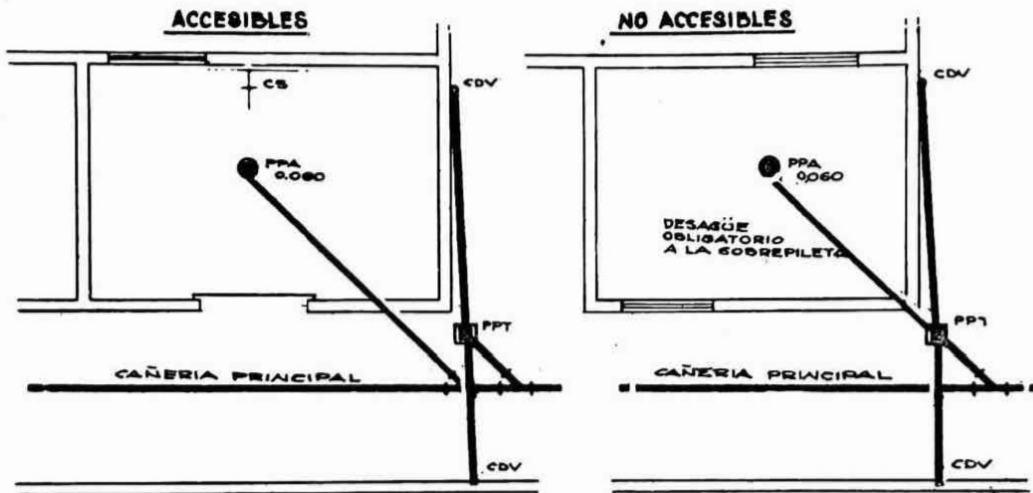 ACCESIBLES
CS
CDV
PPA
0.060
PPT
CAÑERIA PRINCIPAL
CDV
NO ACCESIBLES
CDV
PPA
0,060
DESAGÜE
OBLIGATORIO
A LA SOBREPILETA
PPT
CAÑERIA PRINCIPAL
CDV